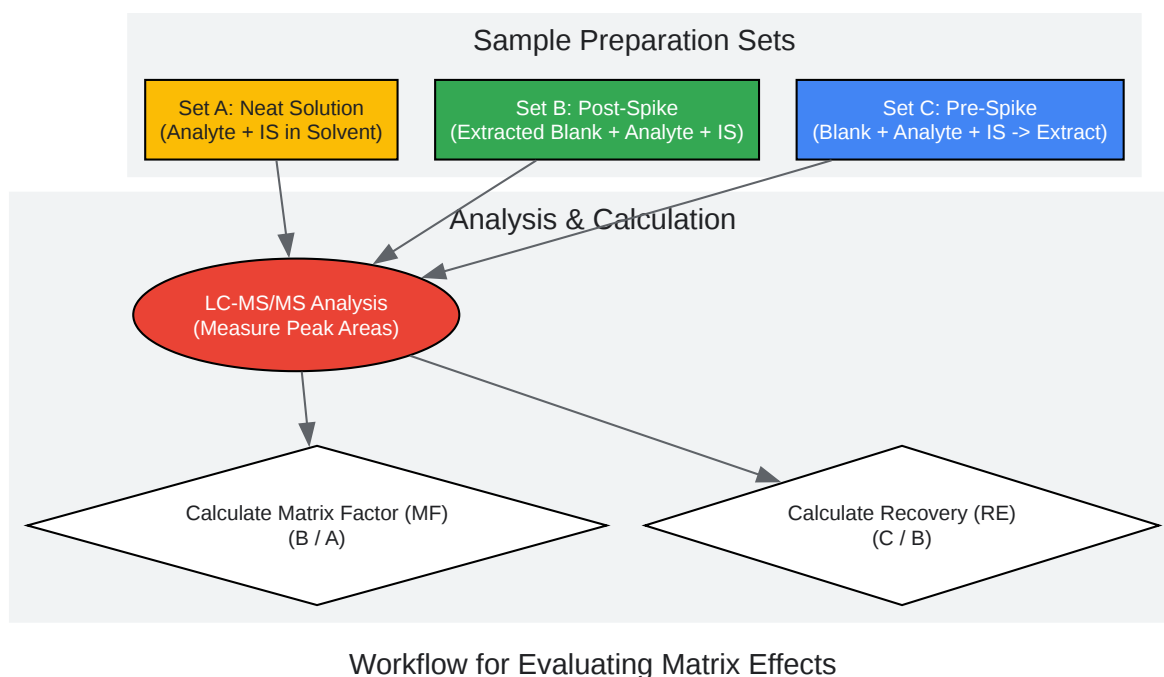 Sample Preparation Sets
Set A: Neat Solution
(Analyte + IS in Solvent)
Set B: Post-Spike
(Extracted Blank + Analyte + IS)
Set C: Pre-Spike
(Blank + Analyte + IS -> Extract)
Analysis & Calculation
LC-MS/MS Analysis
(Measure Peak Areas)
Calculate Matrix Factor (MF)
(B / A)
Calculate Recovery (RE)
(C / B)
Workflow for Evaluating Matrix Effects